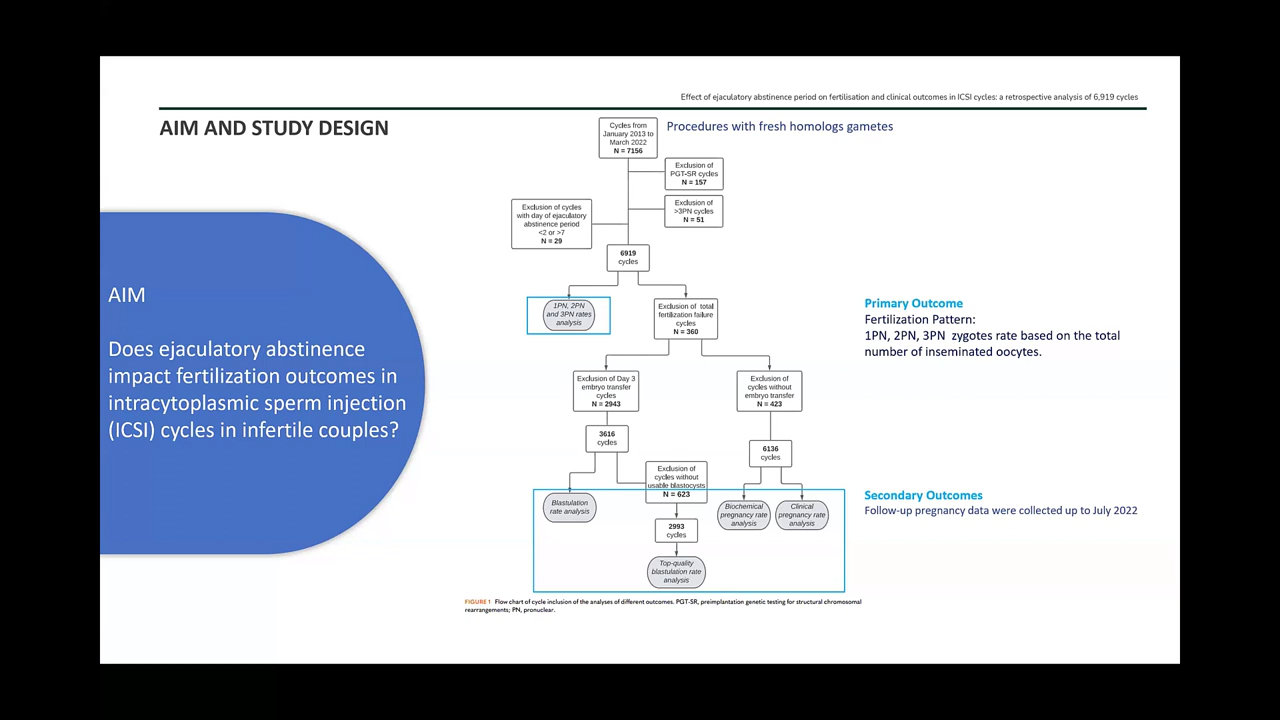 Effect of ejaculatory abstinence period on fertilisation and clinical outcomes in ICSI cycles: a retrospective analysis of 6,919 cycles
AIM AND STUDY DESIGN
Procedures with fresh homologs gametes
AIM
Does ejaculatory abstinence
impact fertilization outcomes in
intracytoplasmic sperm injection
(ICSI) cycles in infertile couples?
Cycles from
January 2013 to
March 2022
N = 7156
Exclusion of
PGT-SR cycles
N = 157
Exclusion of
>3PN cycles
N = 51
Exclusion of cycles
with day of ejaculatory
abstinence period
<2 or >7
N = 29
6919
cycles
1PN, 2PN
and 3PN rates
analysis
Exclusion of total
fertilization failure
cycles
N = 360
Exclusion of Day 3
embryo transfer
cycles
N = 2943
Exclusion of
cycles without
embryo transfer
N = 423
3616
cycles
6136
cycles
Exclusion of
cycles without
usable blastocysts
N = 623
Blastulation
rate analysis
Biochemical
pregnancy rate
analysis
Clinical
pregnancy rate
analysis
2993
cycles
Top-quality
blastulation rate
analysis
Primary Outcome
Fertilization Pattern:
1PN, 2PN, 3PN zygotes rate based on the total
number of inseminated oocytes.
Secondary Outcomes
Follow-up pregnancy data were collected up to July 2022
FIGURE 1 Flow chart of cycle inclusion of the analyses of different outcomes. PGT-SR, preimplantation genetic testing for structural chromosomal
rearrangements; PN, pronuclear.